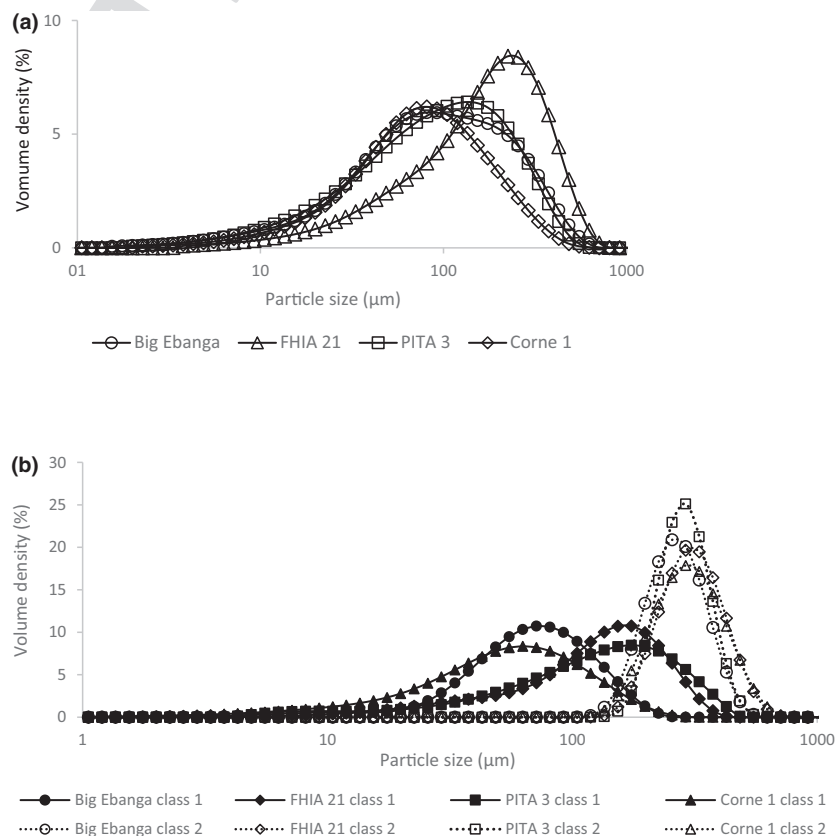 (a)
10
5
0
Vomume density (%)
01
10
100
1000
Particle size (µm)
Big Ebanga FHIA 21 PITA 3 Corne 1
(b)
30
25
20
15
10
5
0
Volume density (%)
1
10
100
1000
Particle size (µm)
Big Ebanga class 1 FHIA 21 class 1 PITA 3 class 1 Corne 1 class 1
Big Ebanga class 2 FHIA 21 class 2 PITA 3 class 2 Corne 1 class 2